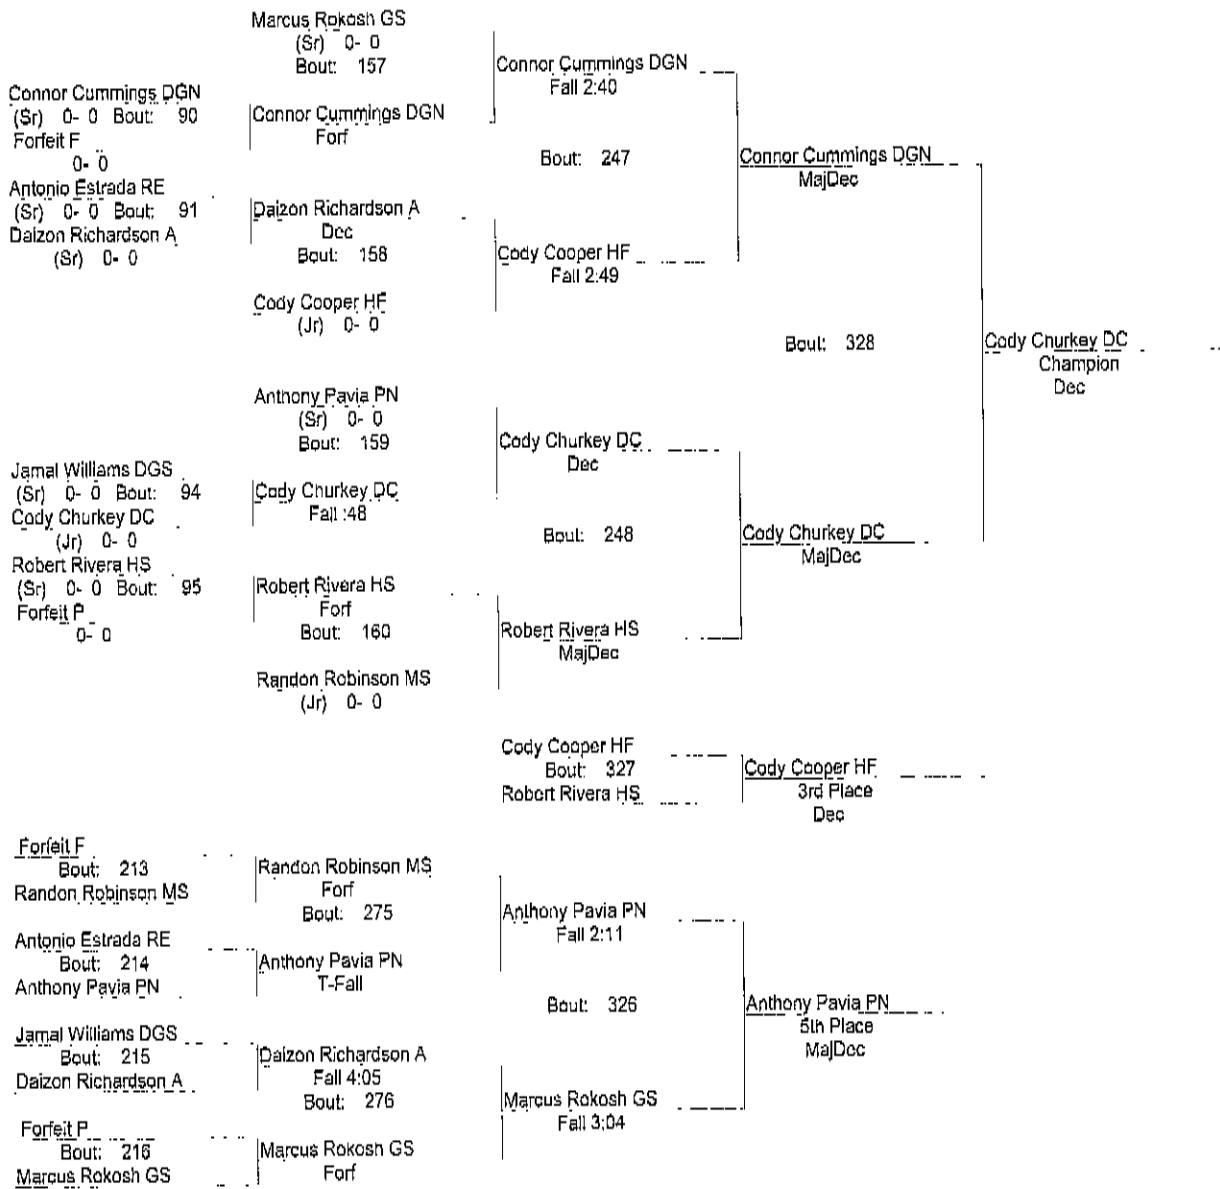 Marcus Rokosh GS
(Sr) 0- 0
Bout: 157
Connor Cummings DGN
Fall 2:40
Connor Cummings DGN
(Sr) 0- 0 Bout: 90
Forfeit F
0- 0
Connor Cummings DGN
Forf
Bout: 247
Connor Cummings DGN
MajDec
Antonio Estrada RE
(Sr) 0- 0 Bout: 91
Daizon Richardson A
(Sr) 0- 0
Daizon Richardson A
Dec
Bout: 158
Cody Cooper HF
Fall 2:49
Cody Cooper HF
(Jr) 0- 0
Bout: 328
Cody Churkey DC
Champion
Dec
Anthony Pavia PN
(Sr) 0- 0
Bout: 159
Cody Churkey DC
Dec
Jamal Williams DGS
(Sr) 0- 0 Bout: 94
Cody Churkey DC
(Jr) 0- 0
Cody Churkey DC
Fall :48
Bout: 248
Cody Churkey DC
MajDec
Robert Rivera HS
(Sr) 0- 0 Bout: 95
Forfeit P
0- 0
Robert Rivera HS
Forf
Bout: 160
Robert Rivera HS
MajDec
Randon Robinson MS
(Jr) 0- 0
Cody Cooper HF
Bout: 327
Robert Rivera HS
Cody Cooper HF
3rd Place
Dec
Forfeit F
Bout: 213
Randon Robinson MS
Randon Robinson MS
Forf
Bout: 275
Anthony Pavia PN
Fall 2:11
Antonio Estrada RE
Bout: 214
Anthony Pavia PN
Anthony Pavia PN
T-Fall
Bout: 326
Anthony Pavia PN
5th Place
MajDec
Jamal Williams DGS
Bout: 215
Daizon Richardson A
Daizon Richardson A
Fall 4:05
Bout: 276
Marcus Rokosh GS
Fall 3:04
Forfeit P
Bout: 216
Marcus Rokosh GS
Marcus Rokosh GS
Forf